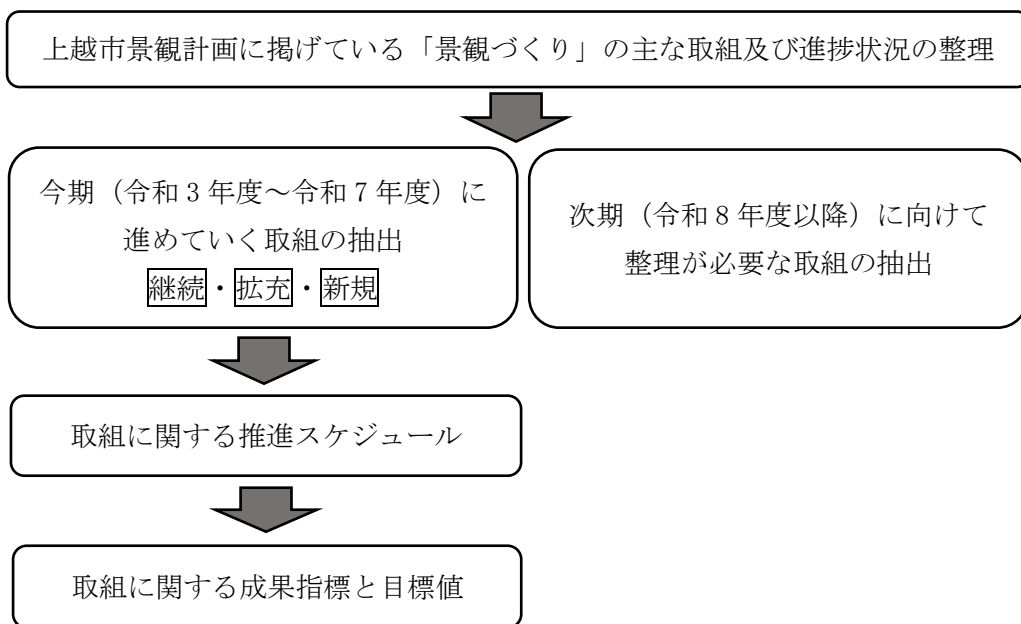 上越市景観計画に掲げている「景観づくり」の主な取組及び進捗状況の整理
今期（令和３年度～令和７年度）に
進めていく取組の抽出
継続・拡充・新規
次期（令和８年度以降）に向けて
整理が必要な取組の抽出
取組に関する推進スケジュール
取組に関する成果指標と目標値